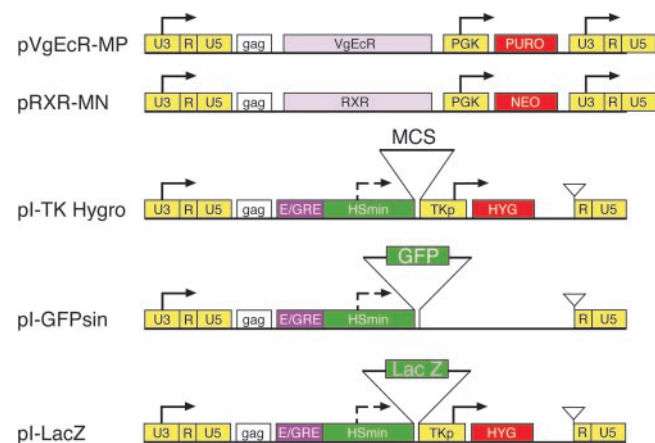 pVgEcR-MP U3 R U5 gag VgEcR PGK PURO U3 R U5
pRXR-MN U3 R U5 gag RXR PGK NEO U3 R U5
MCS
pI-TK Hygro U3 R U5 gag E/GRE HSmin TKp HYG R U5
GFP
pI-GFPsin U3 R U5 gag E/GRE HSmin R U5
Lac Z
pI-LacZ U3 R U5 gag E/GRE HSmin TKp HYG R U5